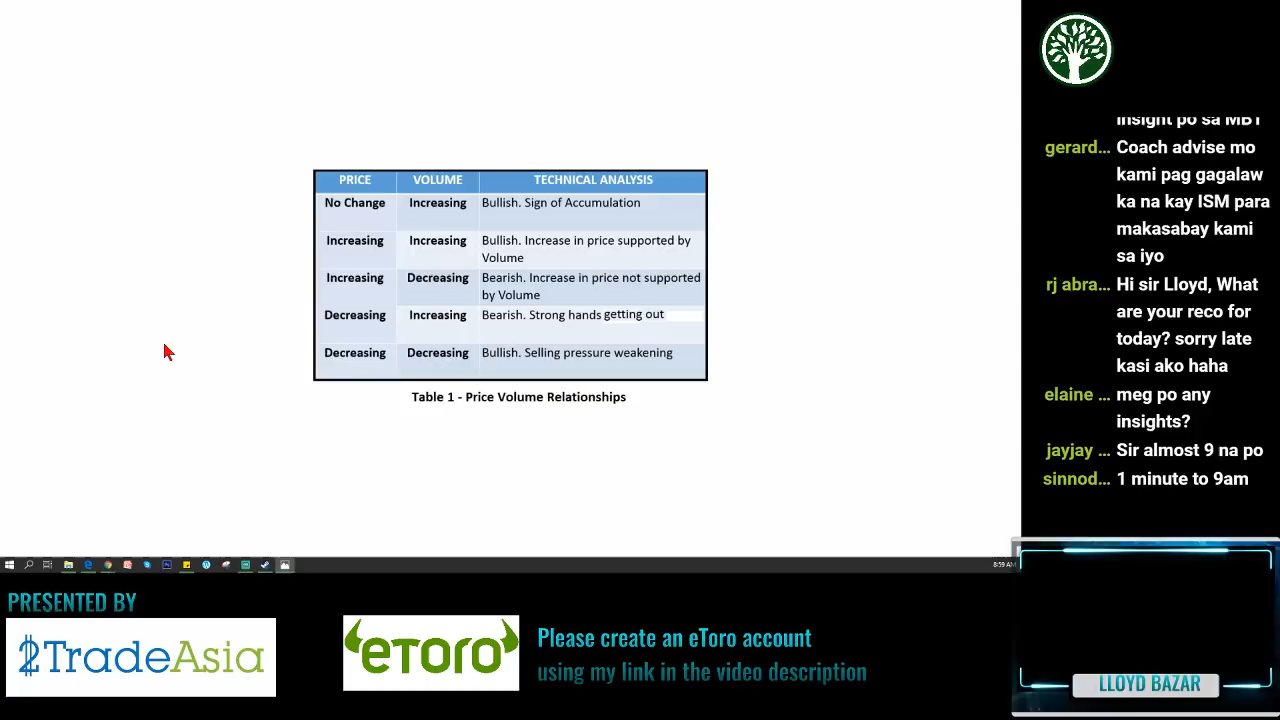 PRICE VOLUME TECHNICAL ANALYSIS
No Change Increasing Bullish. Sign of Accumulation
Increasing Increasing Bullish. Increase in price supported by
Volume
Increasing Decreasing Bearish. Increase in price not supported
by Volume
Decreasing Increasing Bearish. Strong hands getting out
Decreasing Decreasing Bullish. Selling pressure weakening
Table 1 - Price Volume Relationships
insight po sa MBT
gerard... Coach advise mo
kami pag gagalaw
ka na kay ISM para
makasabay kami
sa iyo
rj abra... Hi sir Lloyd, What
are your reco for
today? sorry late
kasi ako haha
elaine ... meg po any
insights?
jayjay ... Sir almost 9 na po
sinnod... 1 minute to 9am
8:59 AM
PRESENTED BY
2TradeAsia
eToro
Please create an eToro account
using my link in the video description
LLOYD BAZAR